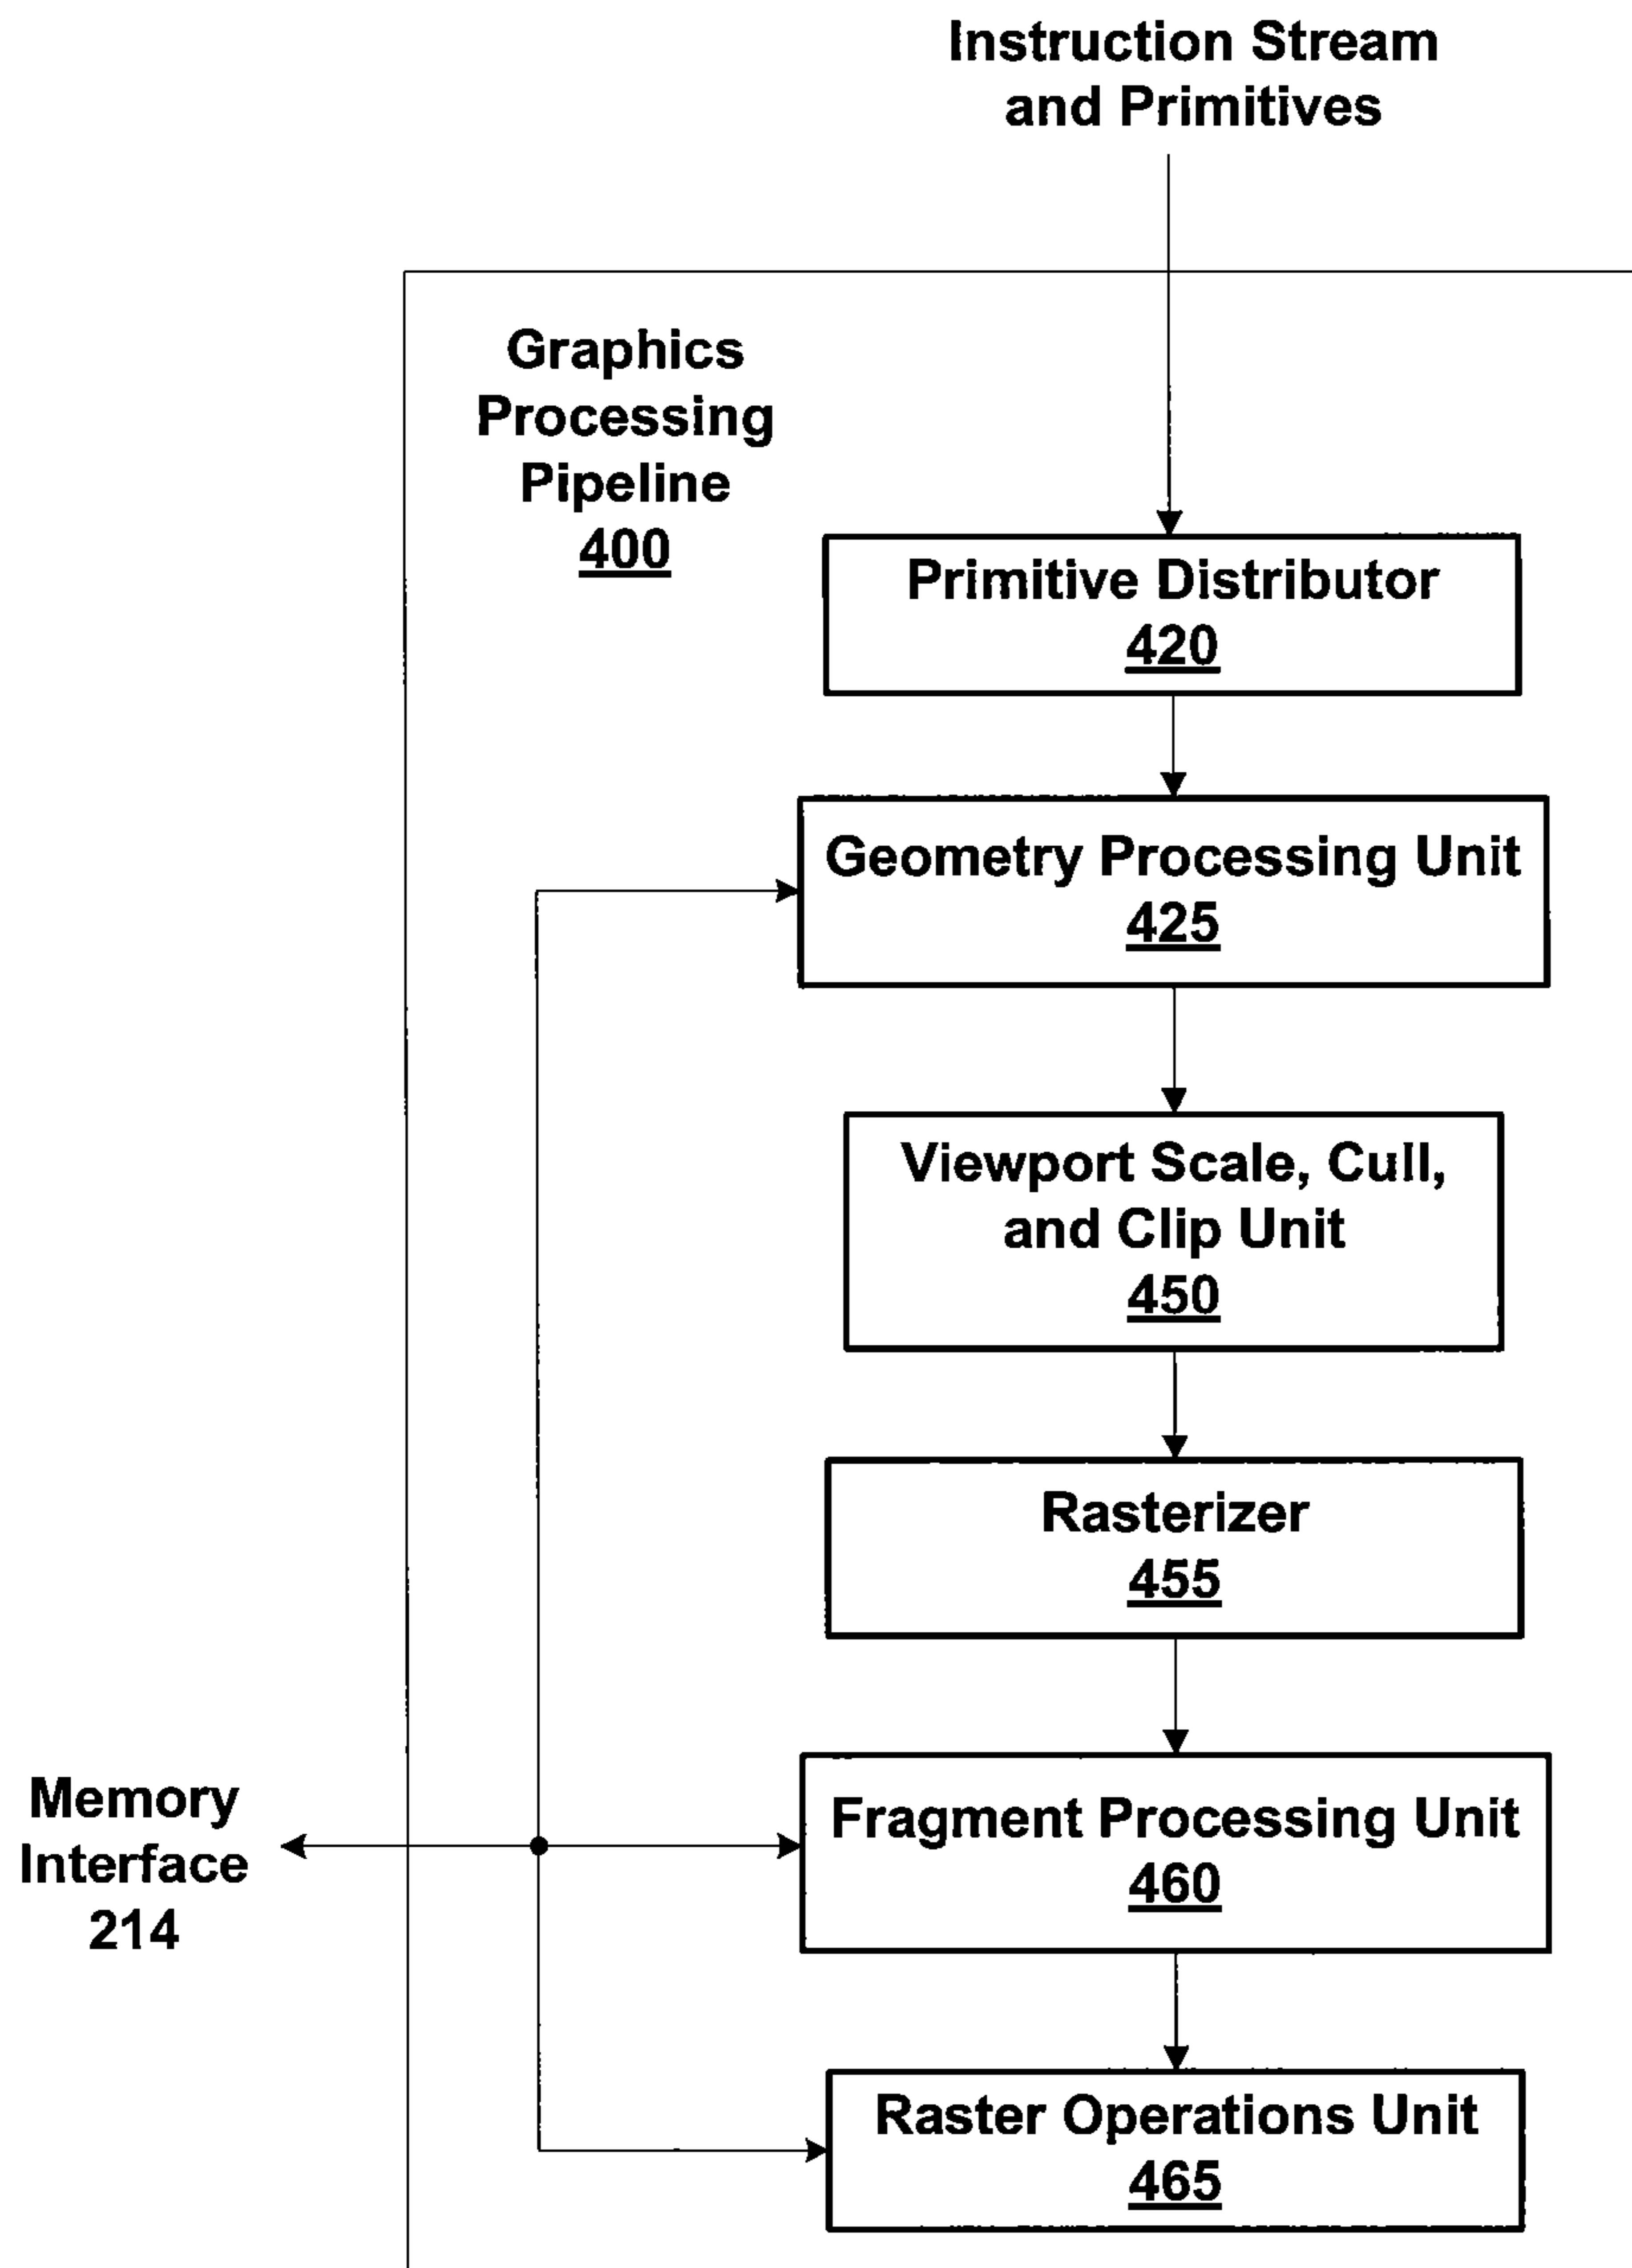 Instruction Stream
and Primitives
Graphics
Processing
Pipeline
400
Primitive Distributor
420
Geometry Processing Unit
425
Viewport Scale, Cull,
and Clip Unit
450
Rasterizer
455
Memory
Interface
214
Fragment Processing Unit
460
Raster Operations Unit
465